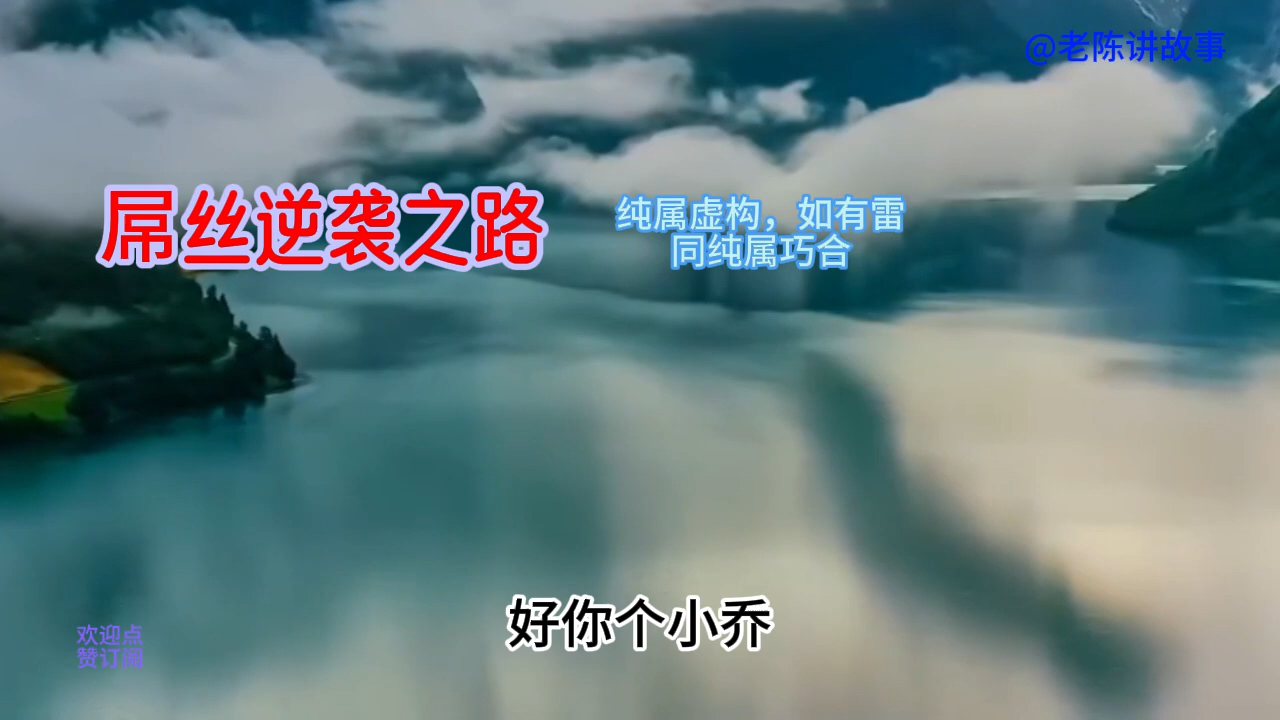 @老陈讲故事
屌丝逆袭之路
纯属虚构，如有雷
同纯属巧合
好你个小乔
欢迎点
赞订阅